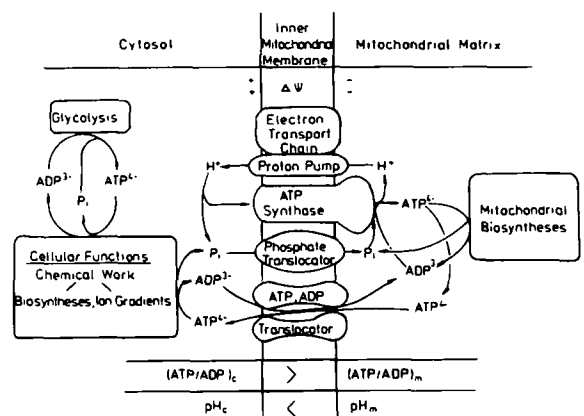 Cytosol
Inner
Mitochondrial
Membrane
Mitochondrial Matrix
+ ΔΨ −
+ −
Glycolysis
Electron
Transport
Chain
H⁺ Proton Pump H⁺
ADP³⁻ Pᵢ ATP⁴⁻
ATP
Synthase
ATP⁴⁻
Mitochondrial
Biosyntheses
Cellular Functions
Chemical Work
Biosyntheses, Ion Gradients
Pᵢ Phosphate
Translocator Pᵢ
ADP³⁻ ADP³⁻
ATP, ADP
ATP⁴⁻ ATP⁴⁻
Translocator
(ATP/ADP)c > (ATP/ADP)m
pHc < pHm